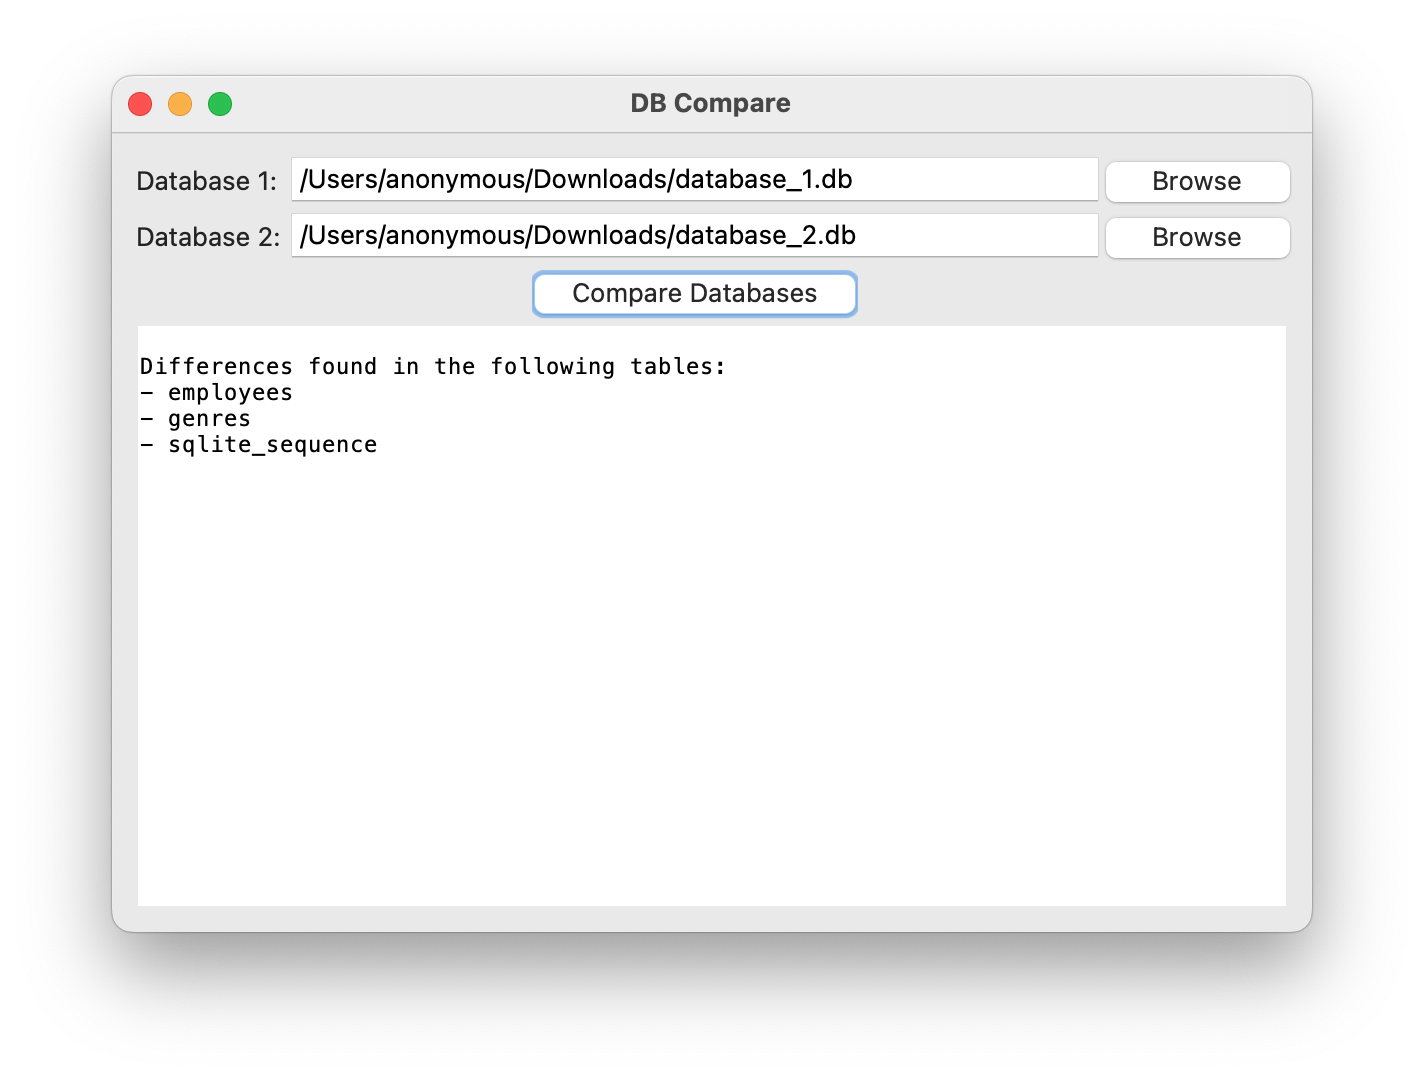 DB Compare
Database 1: /Users/anonymous/Downloads/database_1.db Browse
Database 2: /Users/anonymous/Downloads/database_2.db Browse
Compare Databases
Differences found in the following tables:
- employees
- genres
- sqlite_sequence